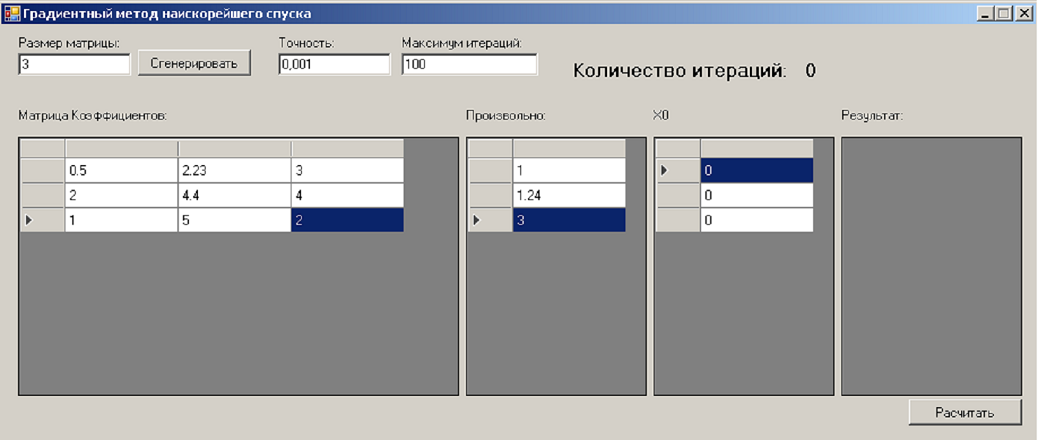 Градиентный метод наискорейшего спуска
Размер матрицы: Точность: Максимум итераций:
3 Сгенерировать 0,001 100
Количество итераций: 0
Матрица Коэффициентов: Произвольно: X0 Результат:
0.5 2.23 3 1 0
2 4.4 4 1.24 0
1 5 2 3 0
Расчитать